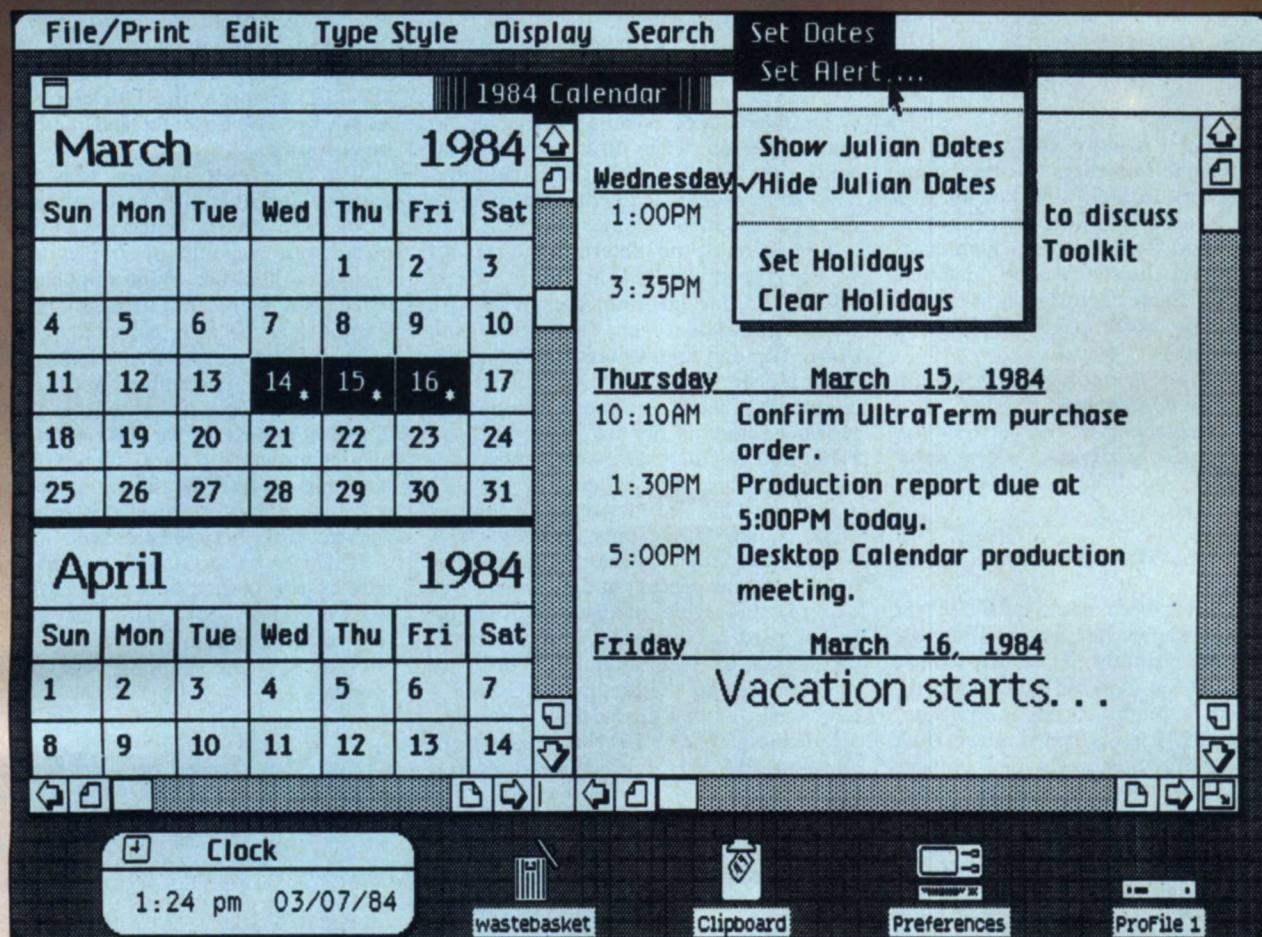 File/Print Edit Type Style Display Search Set Dates
Set Alert....
Show Julian Dates
✓Hide Julian Dates
Set Holidays
Clear Holidays
1984 Calendar
March 1984
Sun Mon Tue Wed Thu Fri Sat
1 2 3
4 5 6 7 8 9 10
11 12 13 14* 15* 16* 17
18 19 20 21 22 23 24
25 26 27 28 29 30 31
April 1984
Sun Mon Tue Wed Thu Fri Sat
1 2 3 4 5 6 7
8 9 10 11 12 13 14
Wednesday
1:00PM to discuss
Toolkit
3:35PM
Thursday March 15, 1984
10:10AM Confirm UltraTerm purchase
order.
1:30PM Production report due at
5:00PM today.
5:00PM Desktop Calendar production
meeting.
Friday March 16, 1984
Vacation starts...
Clock
1:24 pm 03/07/84
wastebasket Clipboard Preferences ProFile 1